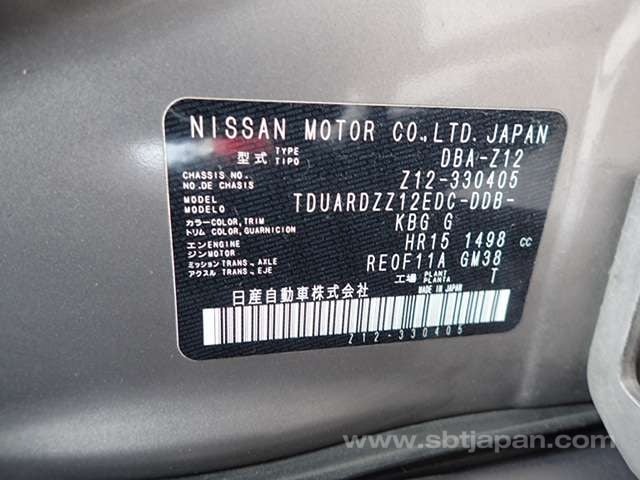 NISSAN MOTOR CO.,LTD. JAPAN
型式 TYPE TIPO DBA-Z12
CHASSIS NO. NO.DE CHASIS Z12-330405
MODEL MODELO TDUARDZZ12EDC-DDB-
カラー COLOR, TRIM トリム COLOR, GUARNICION KBG G
エンジン ENGINE MOTOR HR15 1498 cc
ミッション TRANS., AXLE アクスル TRANS., EJE RE0F11A GM38
工場 PLANT PLANTA T
日産自動車株式会社 MADE IN JAPAN
Z12-330405
www.sbtjapan.com